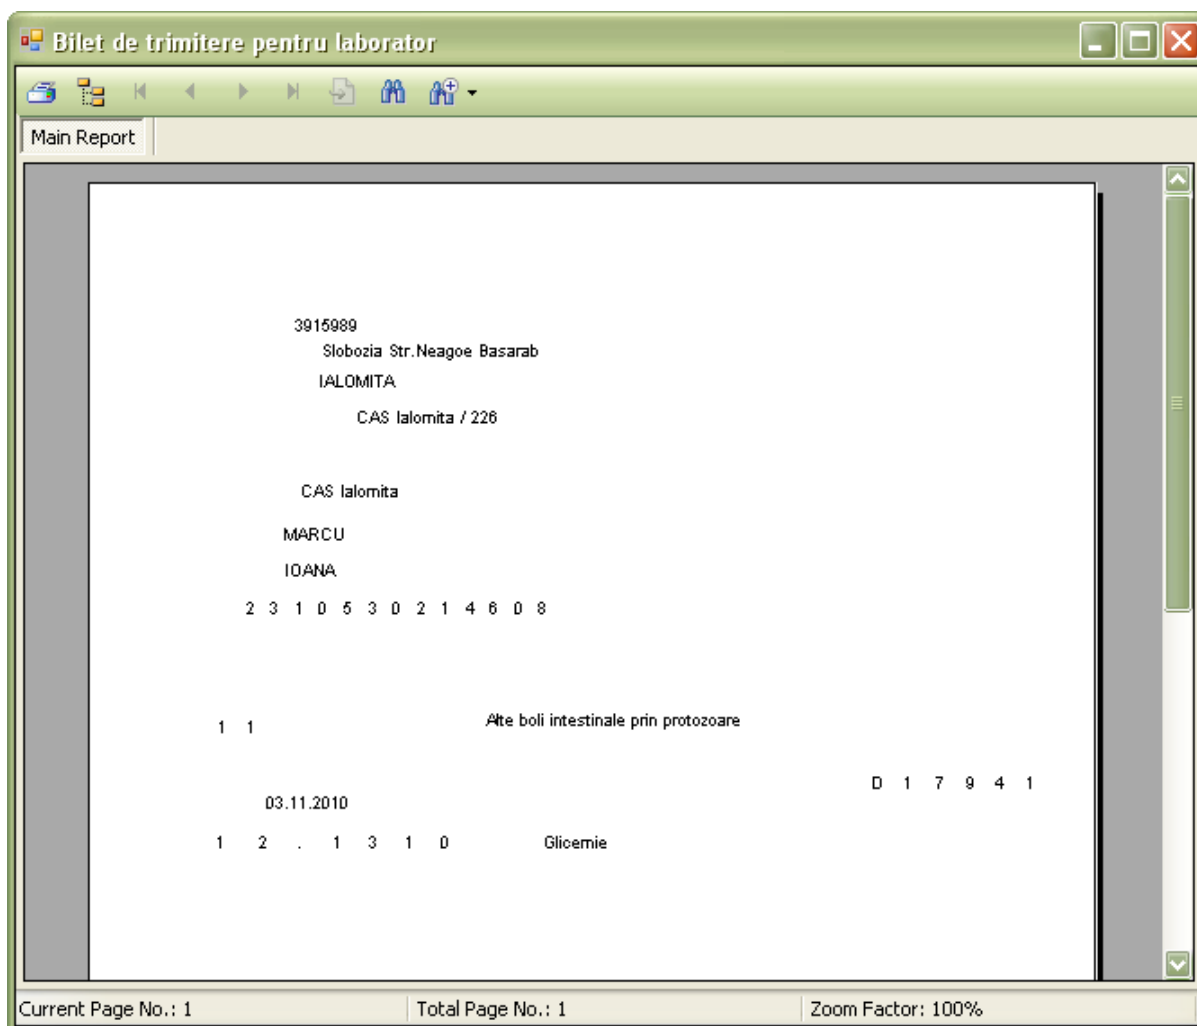 Bilet de trimitere pentru laborator
Main Report
3915989
Slobozia Str.Neagoe Basarab
IALOMITA
CAS Ialomita / 226
CAS Ialomita
MARCU
IOANA
2 3 1 0 5 3 0 2 1 4 6 0 8
1 1 Alte boli intestinale prin protozoare
D 1 7 9 4 1
03.11.2010
1 2 . 1 3 1 0 Glicemie
Current Page No.: 1 Total Page No.: 1 Zoom Factor: 100%